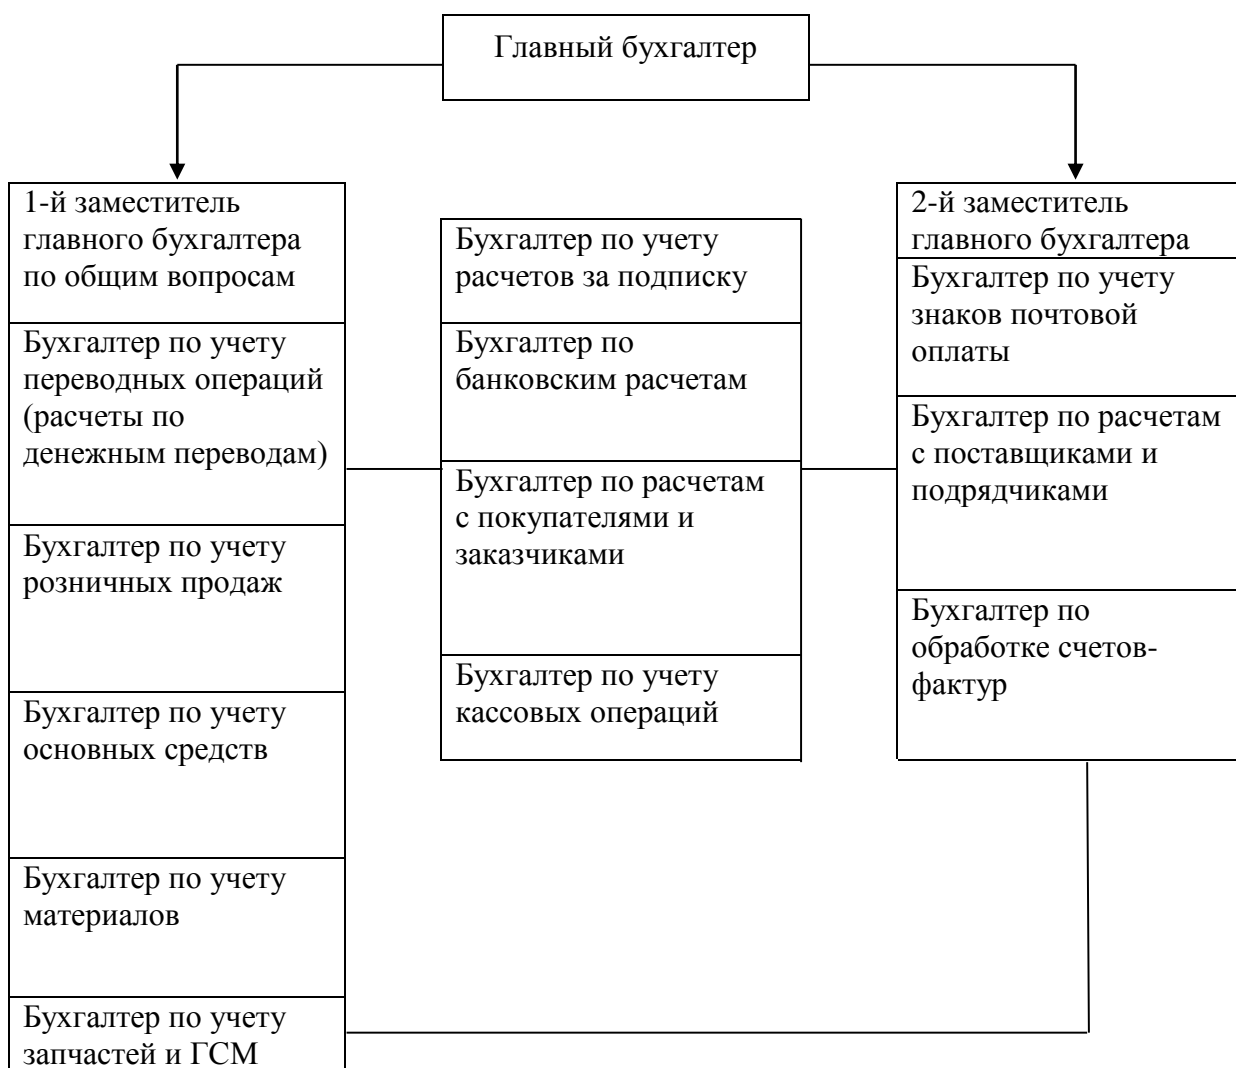 Главный бухгалтер
1-й заместитель
главного бухгалтера
по общим вопросам
Бухгалтер по учету
переводных операций
(расчеты по
денежным переводам)
Бухгалтер по учету
розничных продаж
Бухгалтер по учету
основных средств
Бухгалтер по учету
материалов
Бухгалтер по учету
запчастей и ГСМ
Бухгалтер по учету
расчетов за подписку
Бухгалтер по
банковским расчетам
Бухгалтер по расчетам
с покупателями и
заказчиками
Бухгалтер по учету
кассовых операций
2-й заместитель
главного бухгалтера
Бухгалтер по учету
знаков почтовой
оплаты
Бухгалтер по расчетам
с поставщиками и
подрядчиками
Бухгалтер по
обработке счетов-
фактур